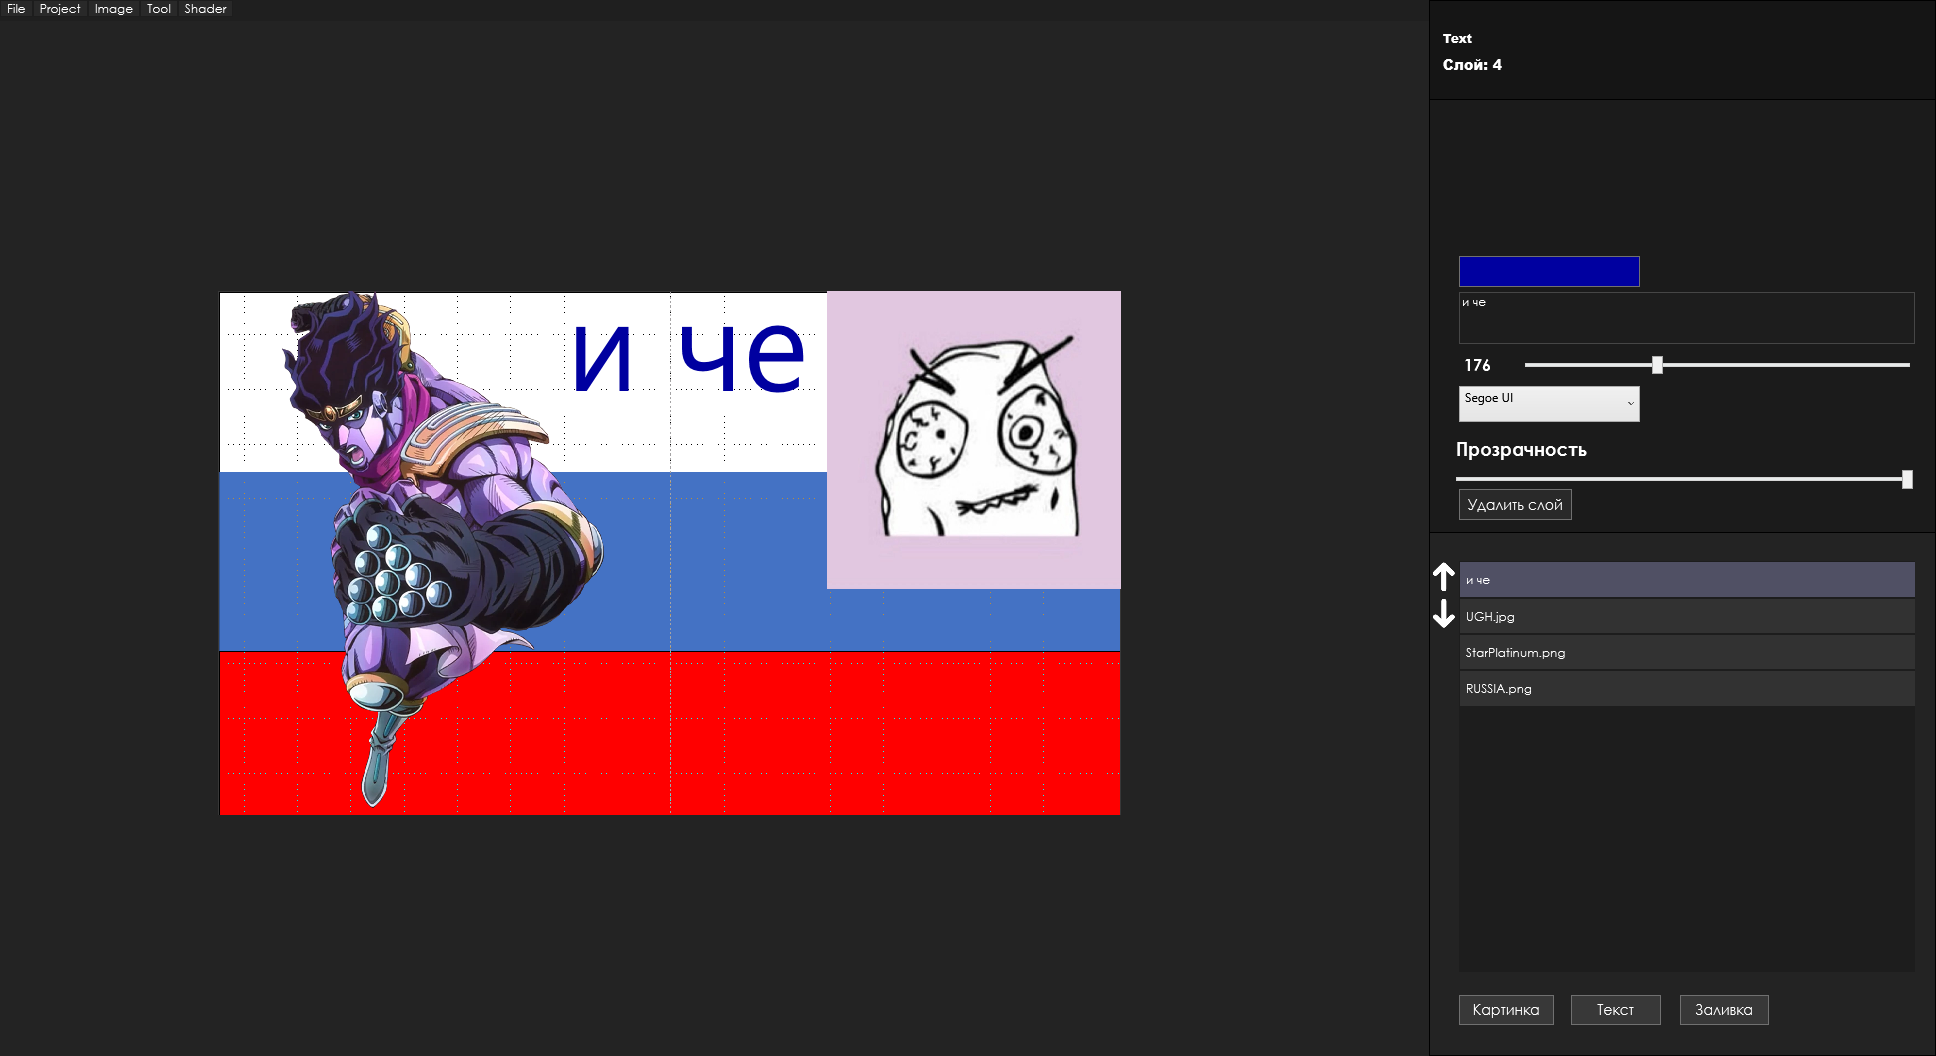 File Project Image Tool Shader
Text
Слой: 4
и че
и че
176
Segoe UI
Прозрачность
Удалить слой
и че
UGH.jpg
StarPlatinum.png
RUSSIA.png
Картинка Текст Заливка